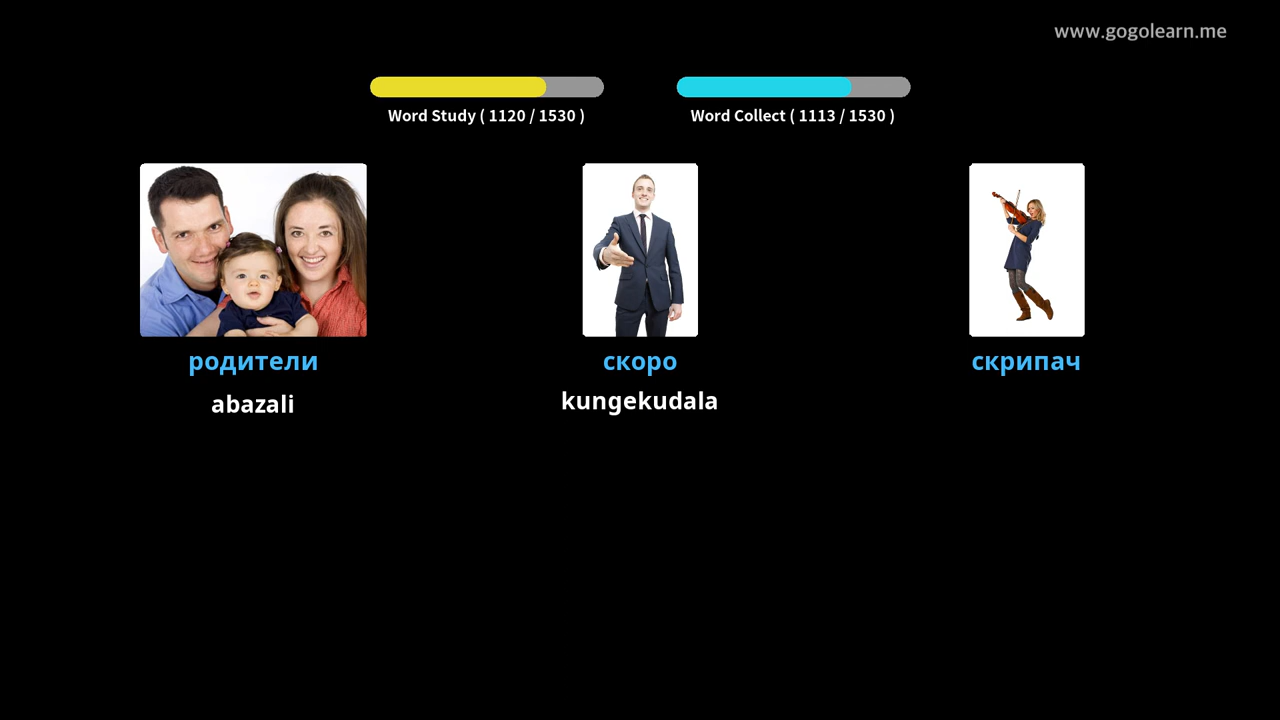 www.gogolearn.me
Word Study ( 1120 / 1530 )
Word Collect ( 1113 / 1530 )
родители
скоро
скрипач
abazali
kungekudala